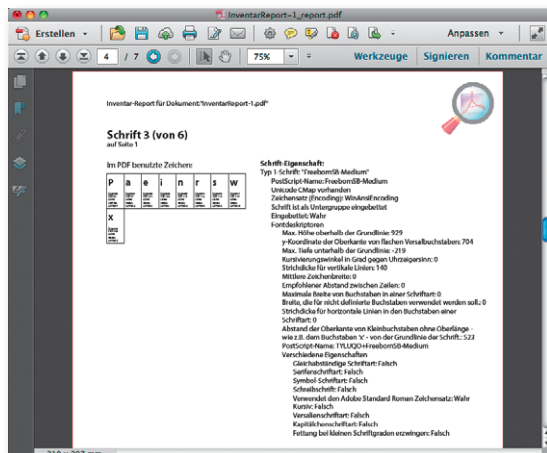 InventarReport-1_report.pdf
Erstellen
Anpassen
4 / 7
75%
Werkzeuge Signieren Kommentar
Inventar-Report für Dokument:"InventarReport-1.pdf"
Schrift 3 (von 6)
auf Seite 1
Im PDF benutzte Zeichen:
P a e i n r s w
x
Schrift-Eigenschaft:
Typ 1-Schrift: "FreebornSB-Medium"
PostScript-Name: FreebornSB-Medium
Unicode CMap vorhanden
Zeichensatz (Encoding): WinAnsiEncoding
Schrift ist als Untergruppe eingebettet
Eingebettet: Wahr
Fontdeskriptoren
Max. Höhe oberhalb der Grundlinie: 929
y-Koordinate der Oberkante von flachen Versalbuchstaben: 704
Max. Tiefe unterhalb der Grundlinie: -219
Kursivierungswinkel in Grad gegen Uhrzeigersinn: 0
Strichdicke für vertikale Linien: 140
Mittlere Zeichenbreite: 0
Empfohlener Abstand zwischen Zeilen: 0
Maximale Breite von Buchstaben in einer Schriftart: 0
Breite, die für nicht definierte Buchstaben verwendet werden soll.: 0
Strichdicke für horizontale Linien in den Buchstaben einer
Schriftart: 0
Abstand der Oberkante von Kleinbuchstaben ohne Oberlänge -
wie z.B. dem Buchstaben 'x' - von der Grundlinie der Schrift.: 523
PostScript-Name: TYLUQO+FreebornSB-Medium
Verschiedene Eigenschaften
Gleichabständige Schriftart: Falsch
Serifenschriftart: Falsch
Symbol-Schriftart: Falsch
Schreibschrift: Falsch
Verwendet den Adobe Standard Roman Zeichensatz: Wahr
Kursiv: Falsch
Versalienschriftart: Falsch
Kapitälchenschriftart: Falsch
Fettung bei kleinen Schriftgraden erzwingen: Falsch